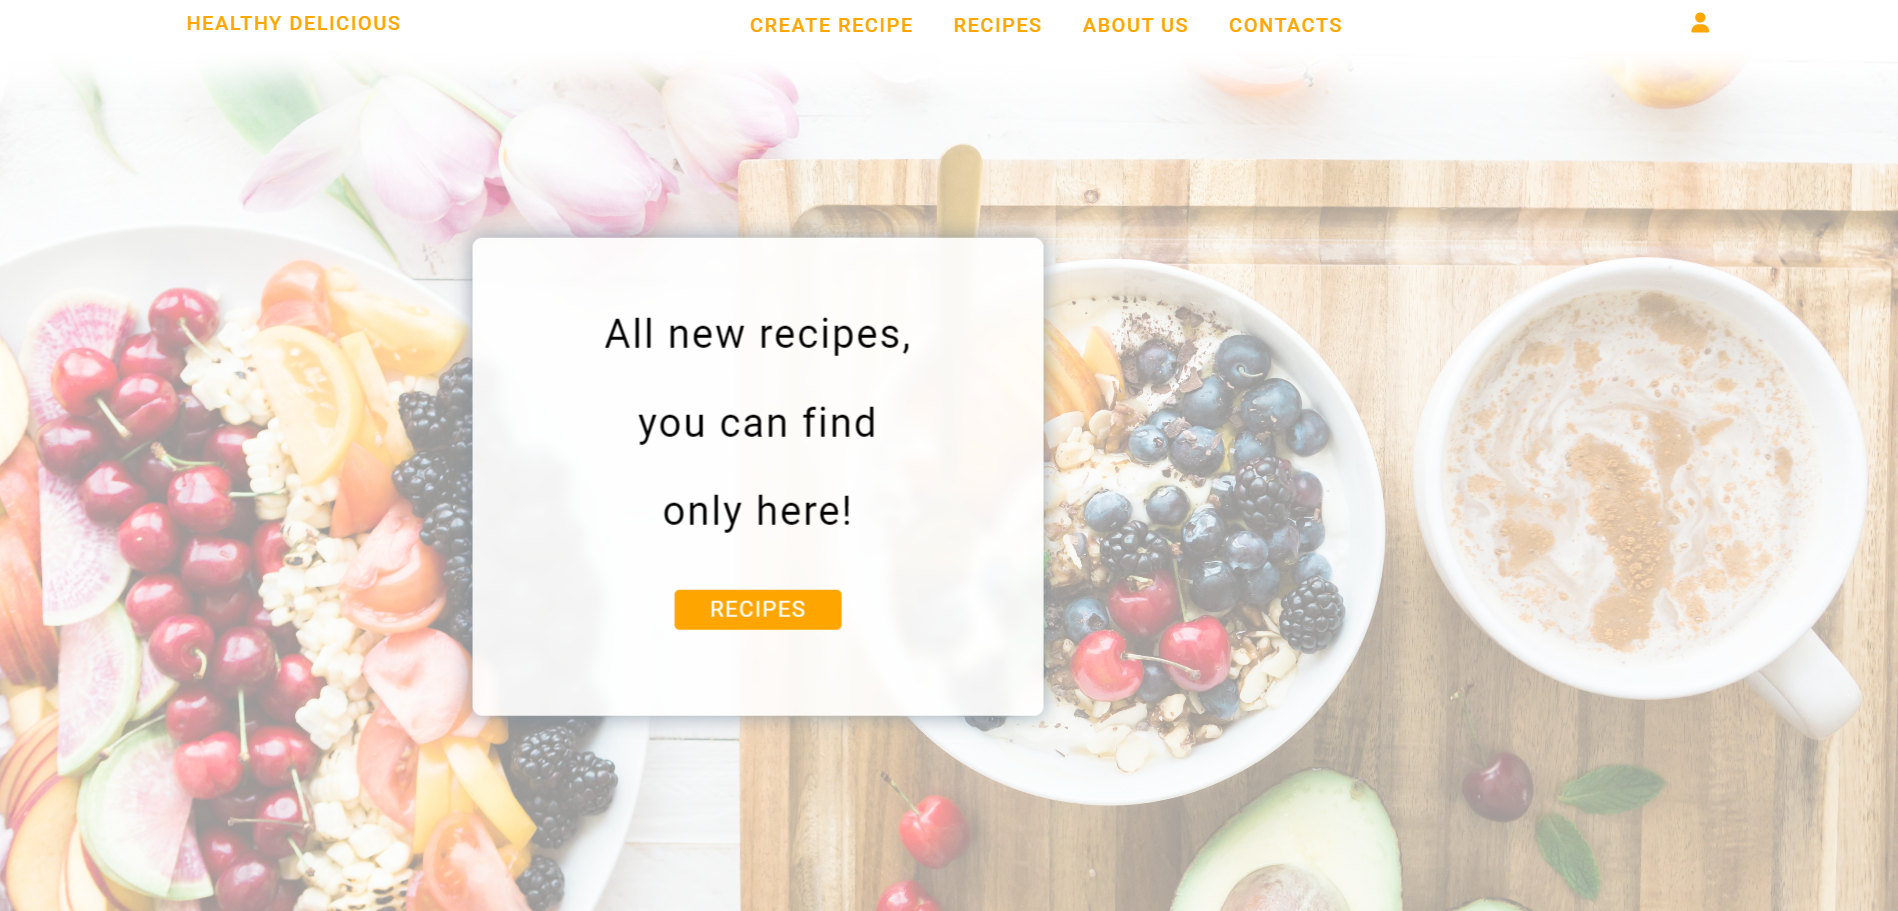 HEALTHY DELICIOUS
CREATE RECIPE RECIPES ABOUT US CONTACTS
All new recipes,
you can find
only here!
RECIPES